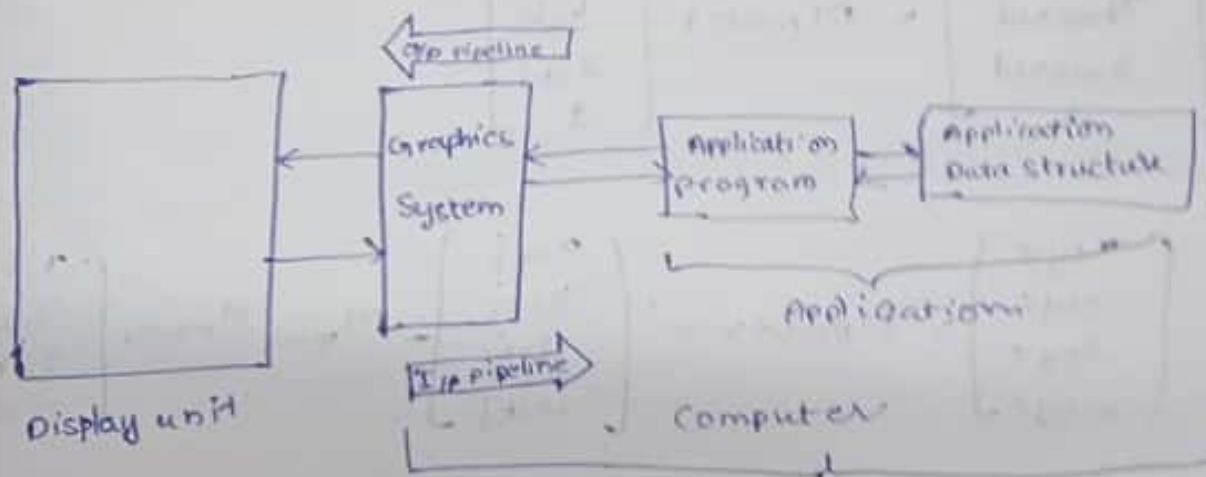 O/p pipeline
Graphics
System
Application
program
Application
Data Structure
Application
I/p pipeline
Display unit
Computer